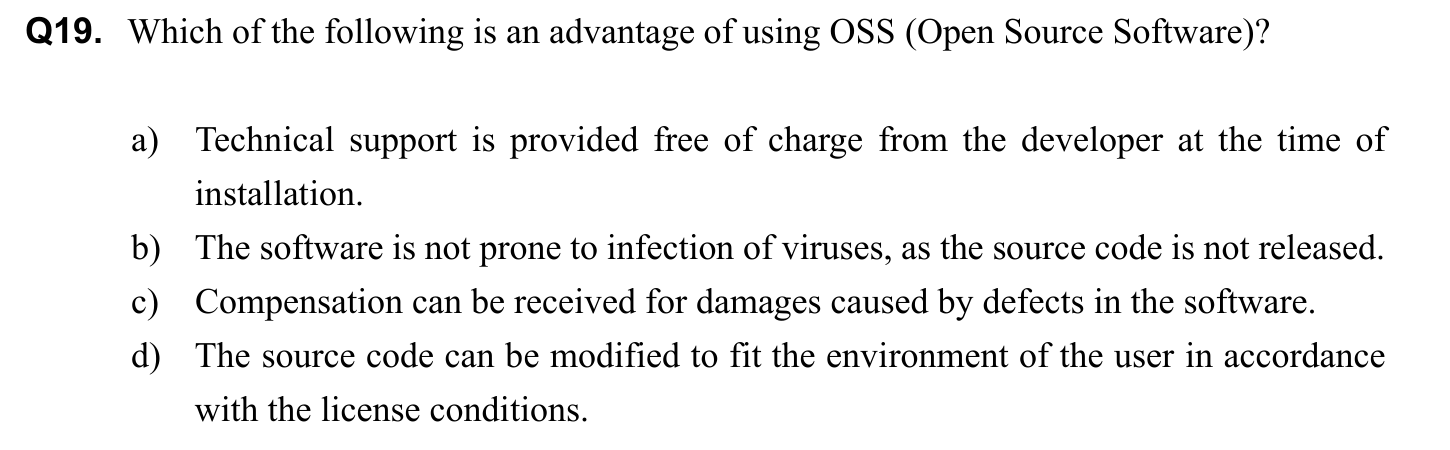 Q19. Which of the following is an advantage of using OSS (Open Source Software)?
a) Technical support is provided free of charge from the developer at the time of
installation.
b) The software is not prone to infection of viruses, as the source code is not released.
c) Compensation can be received for damages caused by defects in the software.
d) The source code can be modified to fit the environment of the user in accordance
with the license conditions.